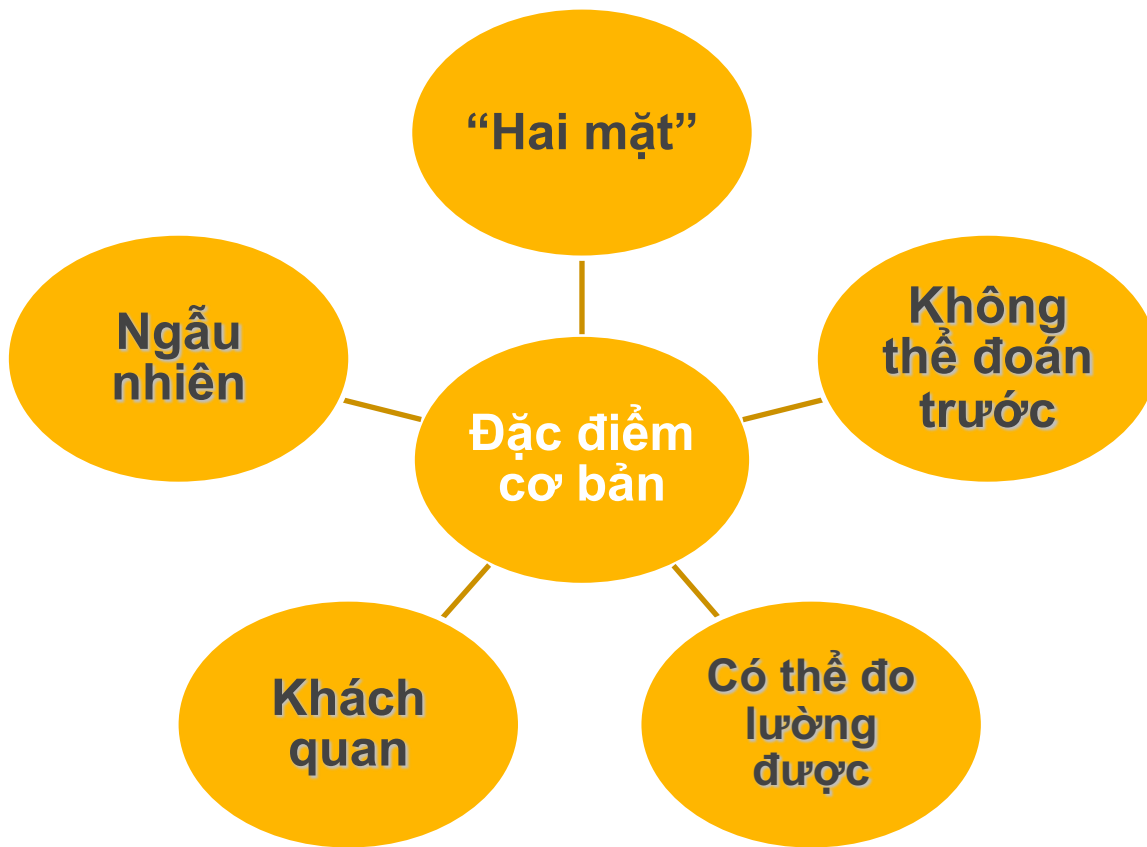 “Hai mặt”
Ngẫu
nhiên
Không
thể đoán
trước
Đặc điểm
cơ bản
Khách
quan
Có thể đo
lường
được